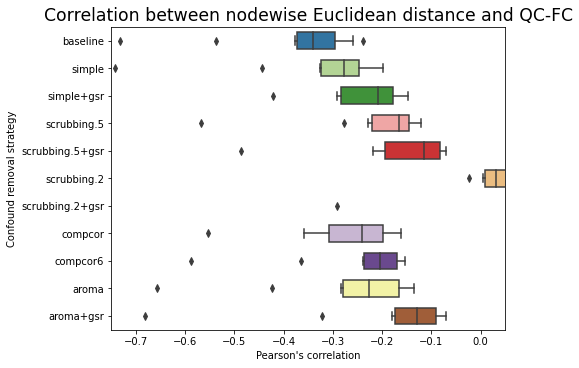 Correlation between nodewise Euclidean distance and QC-FC
Confound removal strategy
baseline
simple
simple+gsr
scrubbing.5
scrubbing.5+gsr
scrubbing.2
scrubbing.2+gsr
compcor
compcor6
aroma
aroma+gsr
−0.7 −0.6 −0.5 −0.4 −0.3 −0.2 −0.1 0.0
Pearson's correlation